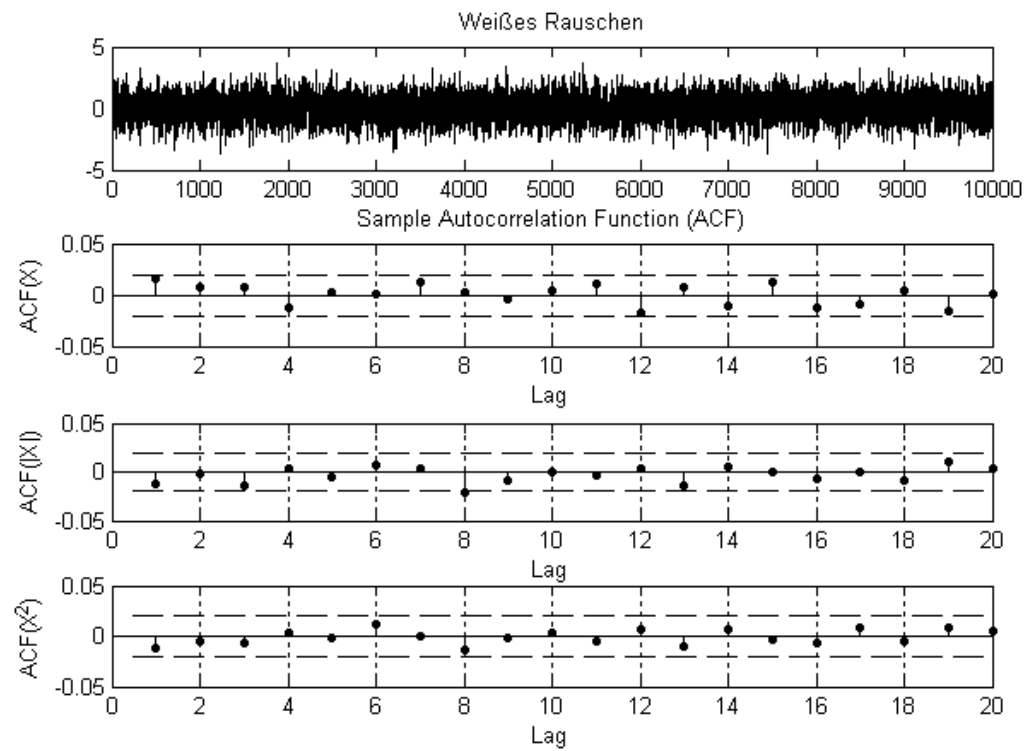 Weißes Rauschen
5
0
-5
0 1000 2000 3000 4000 5000 6000 7000 8000 9000 10000
Sample Autocorrelation Function (ACF)
ACF(X)
0.05
0
-0.05
0 2 4 6 8 10 12 14 16 18 20
Lag
ACF(|X|)
0.05
0
-0.05
0 2 4 6 8 10 12 14 16 18 20
Lag
ACF(X²)
0.05
0
-0.05
0 2 4 6 8 10 12 14 16 18 20
Lag